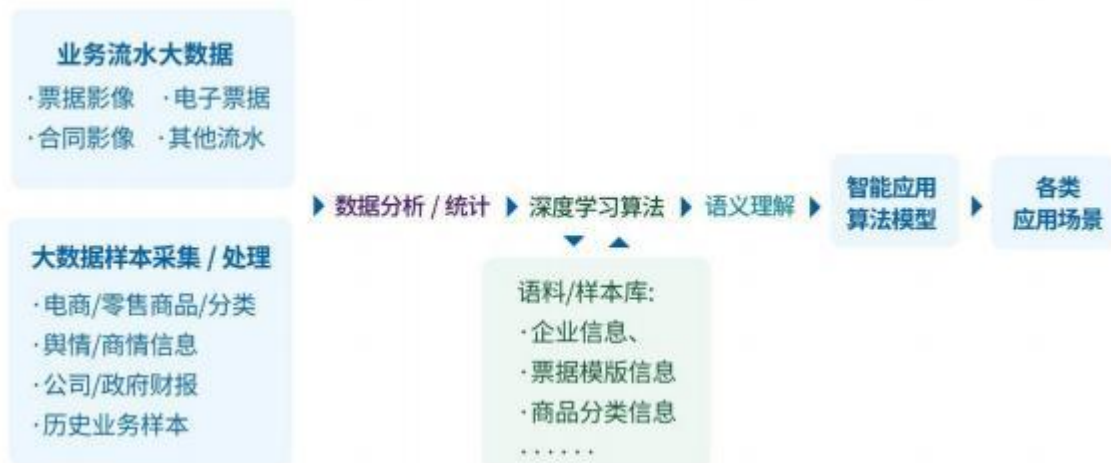 业务流水大数据
·票据影像 ·电子票据
·合同影像 ·其他流水
大数据样本采集 / 处理
·电商/零售商品/分类
·舆情/商情信息
·公司/政府财报
·历史业务样本
数据分析 / 统计
深度学习算法
语义理解
智能应用
算法模型
各类
应用场景
语料/样本库:
·企业信息、
·票据模版信息
·商品分类信息
······